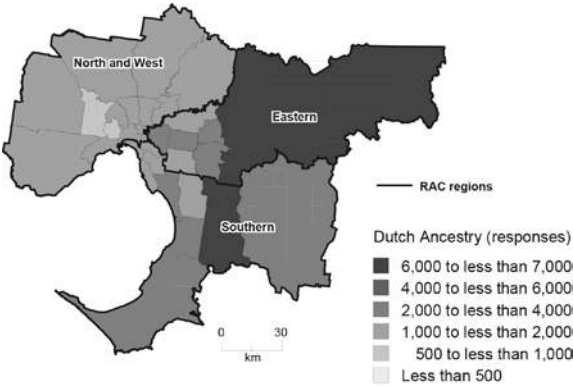 North and West
Eastern
Southern
RAC regions
Dutch Ancestry (responses)
6,000 to less than 7,000
4,000 to less than 6,000
2,000 to less than 4,000
1,000 to less than 2,000
500 to less than 1,000
Less than 500
0 30
km